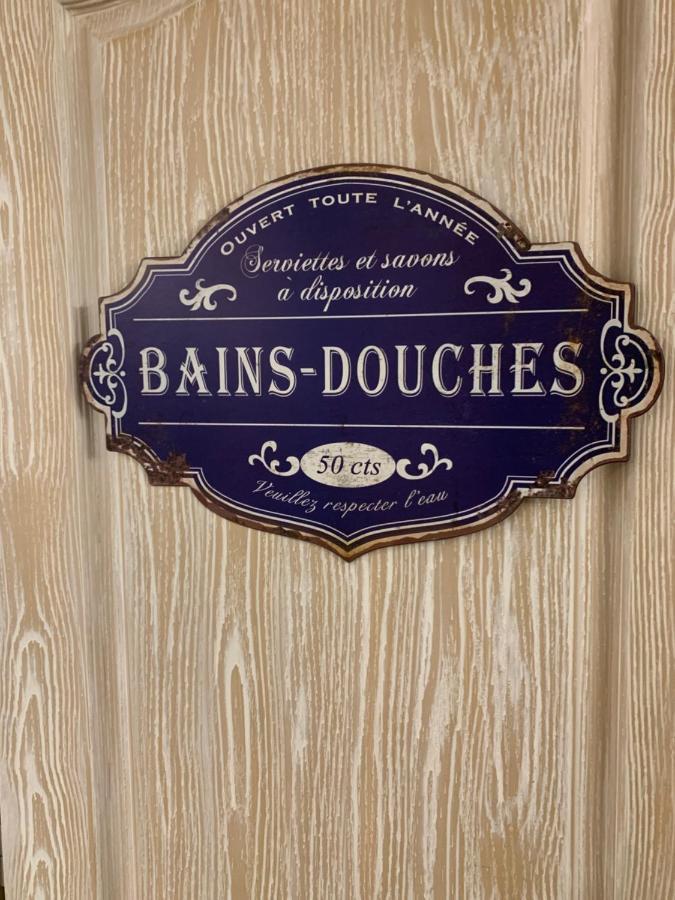 OUVERT TOUTE L'ANNÉE
Serviettes et savons
à disposition
BAINS-DOUCHES
50 cts
Veuillez respecter l'eau